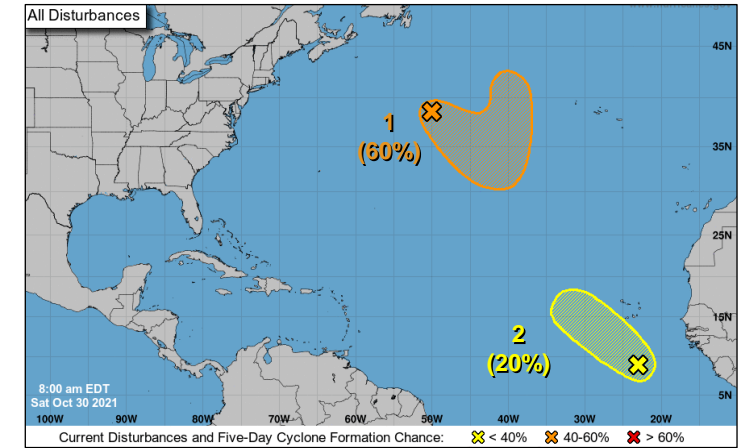 All Disturbances
45N
1
(60%)
35N
25N
2
(20%)
15N
5N
8:00 am EDT
Sat Oct 30 2021
100W 90W 80W 70W 60W 50W 40W 30W 20W
Current Disturbances and Five-Day Cyclone Formation Chance: < 40% 40-60% > 60%